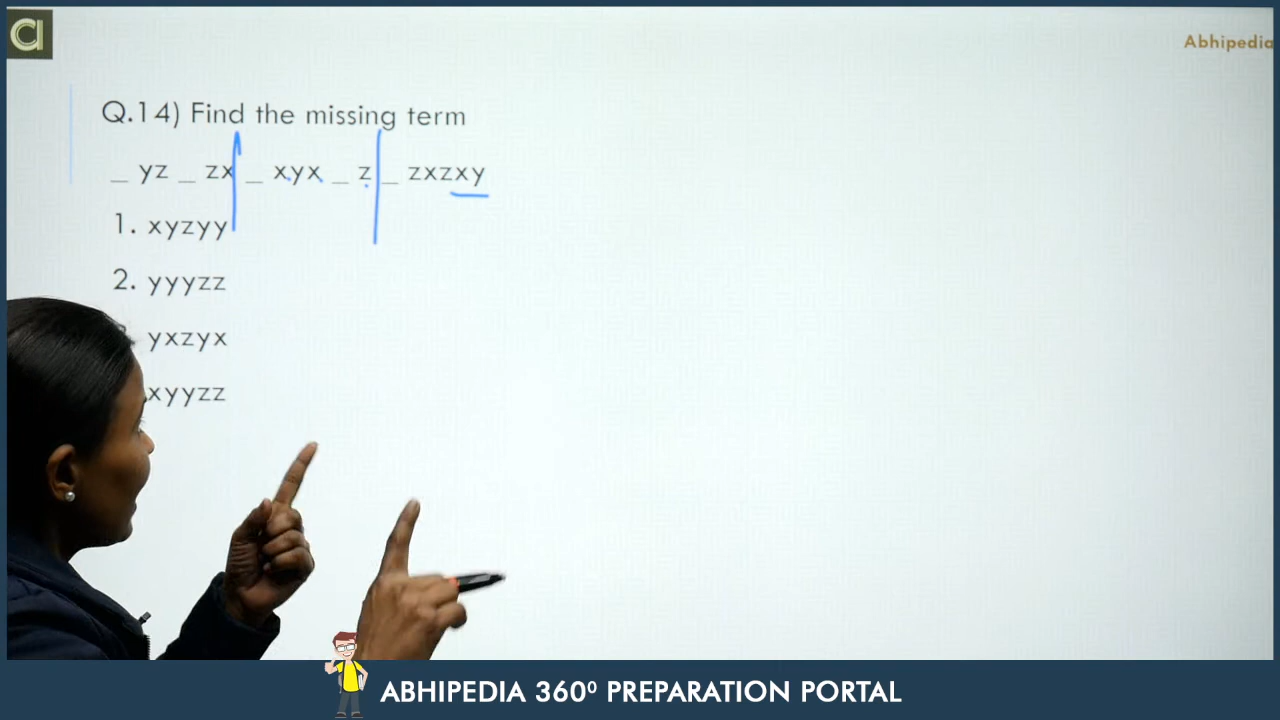 a
Abhipedia
Q.14) Find the missing term
_ yz _ zx _ xyx _ z _ zxzxy
1. xyzyy
2. yyyzz
yxzyx
xyyzz
ABHIPEDIA 360⁰ PREPARATION PORTAL